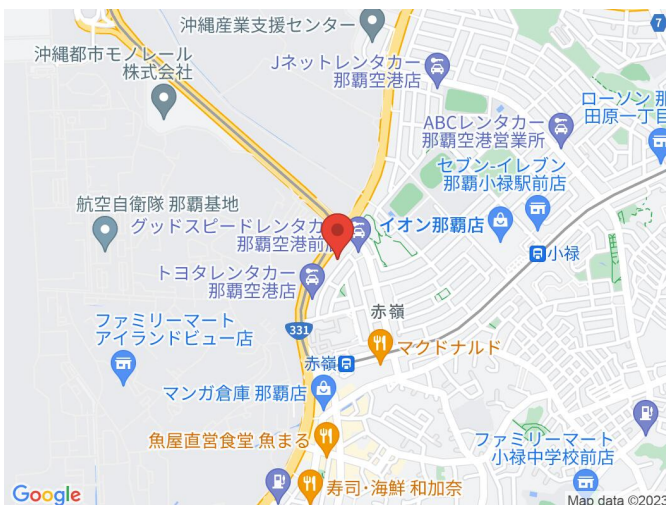 沖縄産業支援センター
7
沖縄都市モノレール
株式会社
Jネットレンタカー
那覇空港店
ローソン 那
田原一丁目
ABCレンタカー
那覇空港営業所
セブン-イレブン
那覇小禄駅前店
航空自衛隊 那覇基地
グッドスピードレンタカ
那覇空港前店
イオン那覇店
小禄
トヨタレンタカー
那覇空港店
赤嶺
331
ファミリーマート
アイランドビュー店
マクドナルド
赤嶺
マンガ倉庫 那覇店
魚屋直営食堂 魚まる
ファミリーマート
小禄中学校前店
寿司・海鮮 和加奈
Google
Map data ©2023